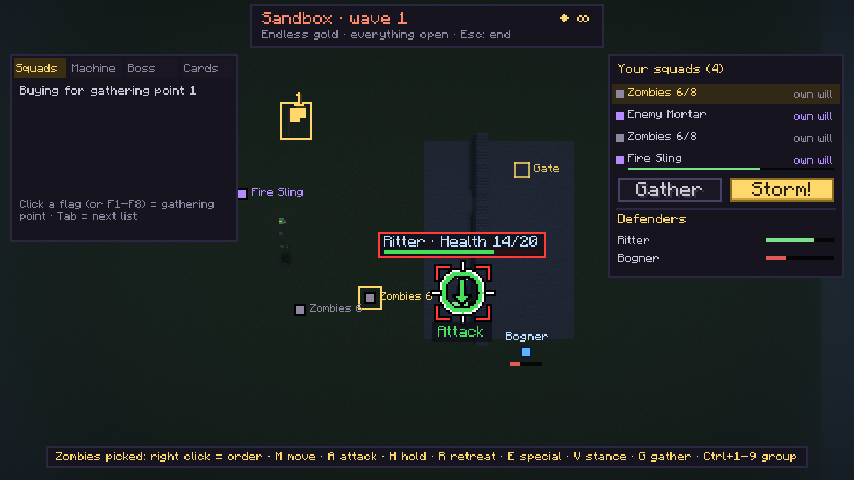 Sandbox · wave 1
∞
Endless gold · everything open · Esc: end
Squads Machine Boss Cards
Buying for gathering point 1
Click a flag (or F1-F8) = gathering
point · Tab = next list
1
Fire Sling
Gate
Ritter · Health 14/20
Zombies 6
Zombies 6
Attack
Bogner
Your squads (4)
Zombies 6/8 own will
Enemy Mortar own will
Zombies 6/8 own will
Fire Sling own will
Gather Storm!
Defenders
Ritter
Bogner
Zombies picked: right click = order · M move · A attack · H hold · R retreat · E special · V stance · G gather · Ctrl+1-9 group